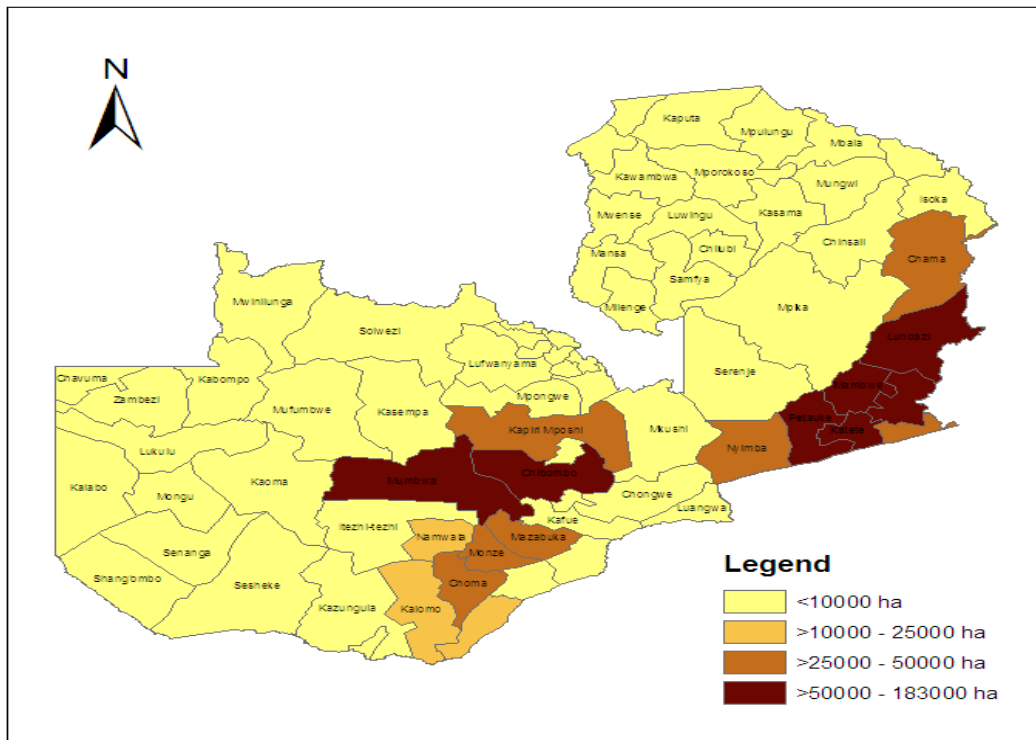 N
Kaputa
Mpulungu
Mbala
Kawambwa
Mporokoso
Mungwi
Isoka
Mwense
Luwingu
Kasama
Mansa
Chilubi
Chinsali
Chama
Samfya
Milenge
Mpika
Mwinilunga
Solwezi
Lundazi
Lufwanyama
Serenje
Chavuma
Kabompo
Mambwe
Zambezi
Mpongwe
Mufumbwe
Kasempa
Petauke
Katete
Kapiri Mposhi
Mkushi
Nyimba
Lukulu
Kalabo
Kaoma
Mumbwa
Chibombo
Mongu
Chongwe
Luangwa
Itezhi-tezhi
Kafue
Namwala
Mazabuka
Senanga
Monze
Shang'ombo
Sesheke
Choma
Kazungula
Kalomo
Legend
<10000 ha
>10000 - 25000 ha
>25000 - 50000 ha
>50000 - 183000 ha